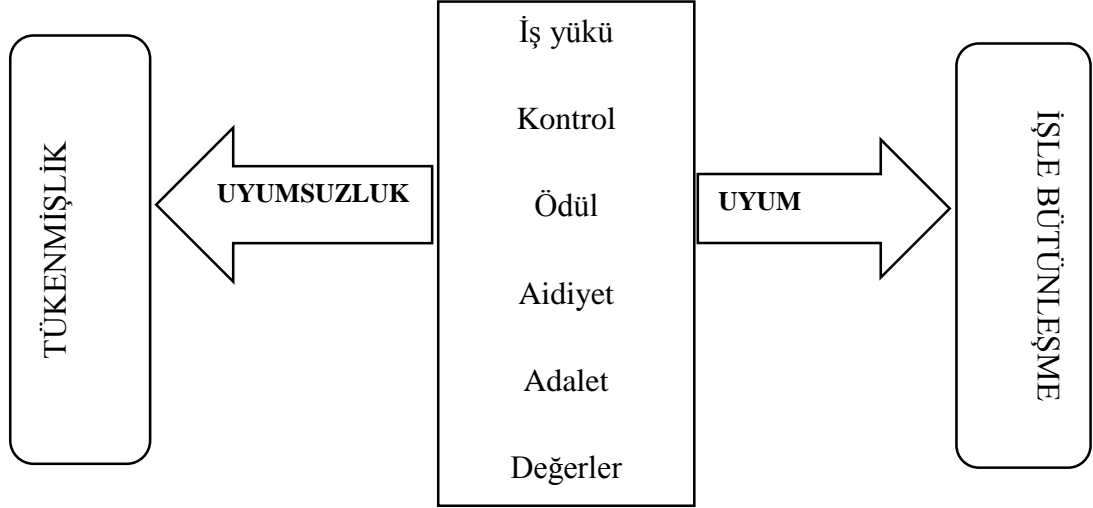 TÜKENMİŞLİK
UYUMSUZLUK
İş yükü
Kontrol
Ödül
Aidiyet
Adalet
Değerler
UYUM
İŞLE BÜTÜNLEŞME